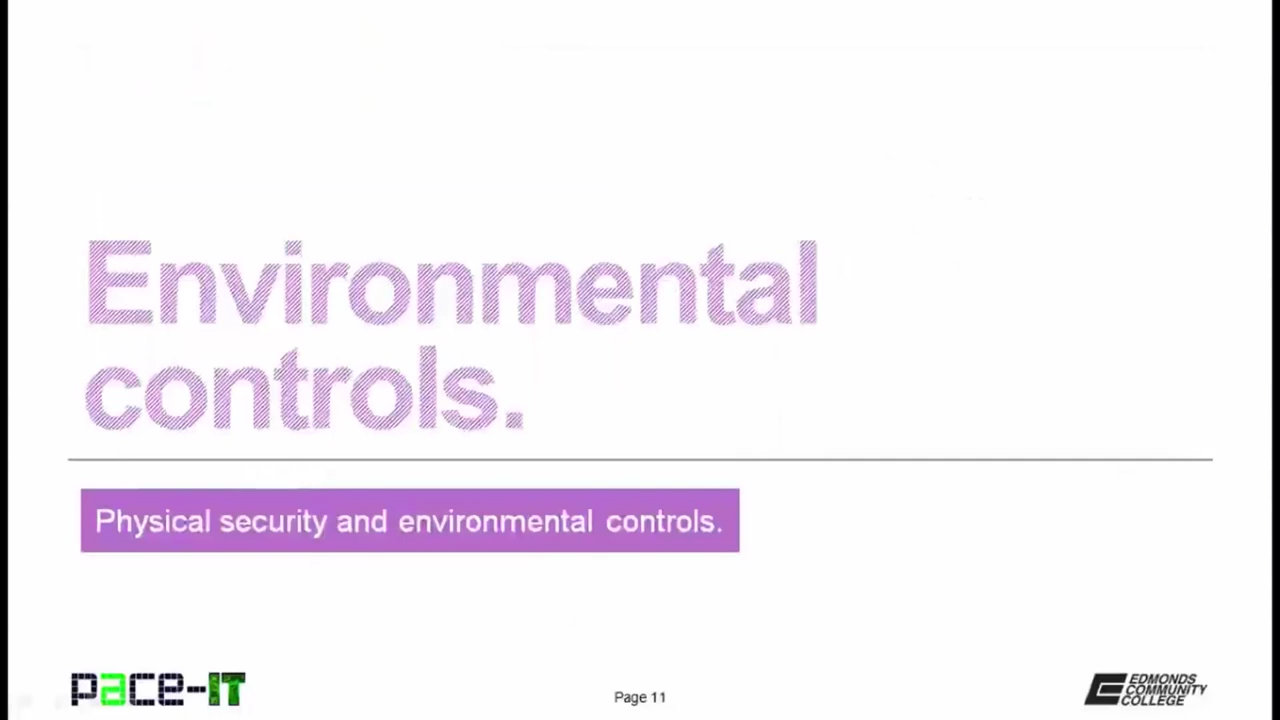 Environmental
controls.
Physical security and environmental controls.
pace-IT
Page 11
EDMONDS
COMMUNITY
COLLEGE